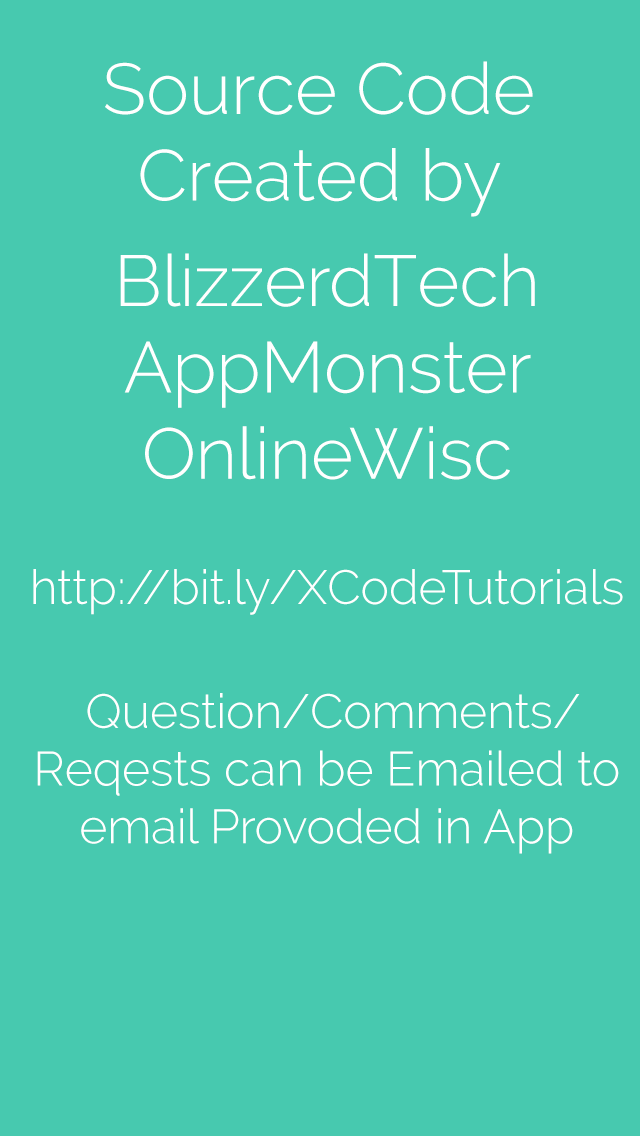 Source Code
Created by
BlizzerdTech
AppMonster
OnlineWisc
http://bit.ly/XCodeTutorials
Question/Comments/
Reqests can be Emailed to
email Provoded in App